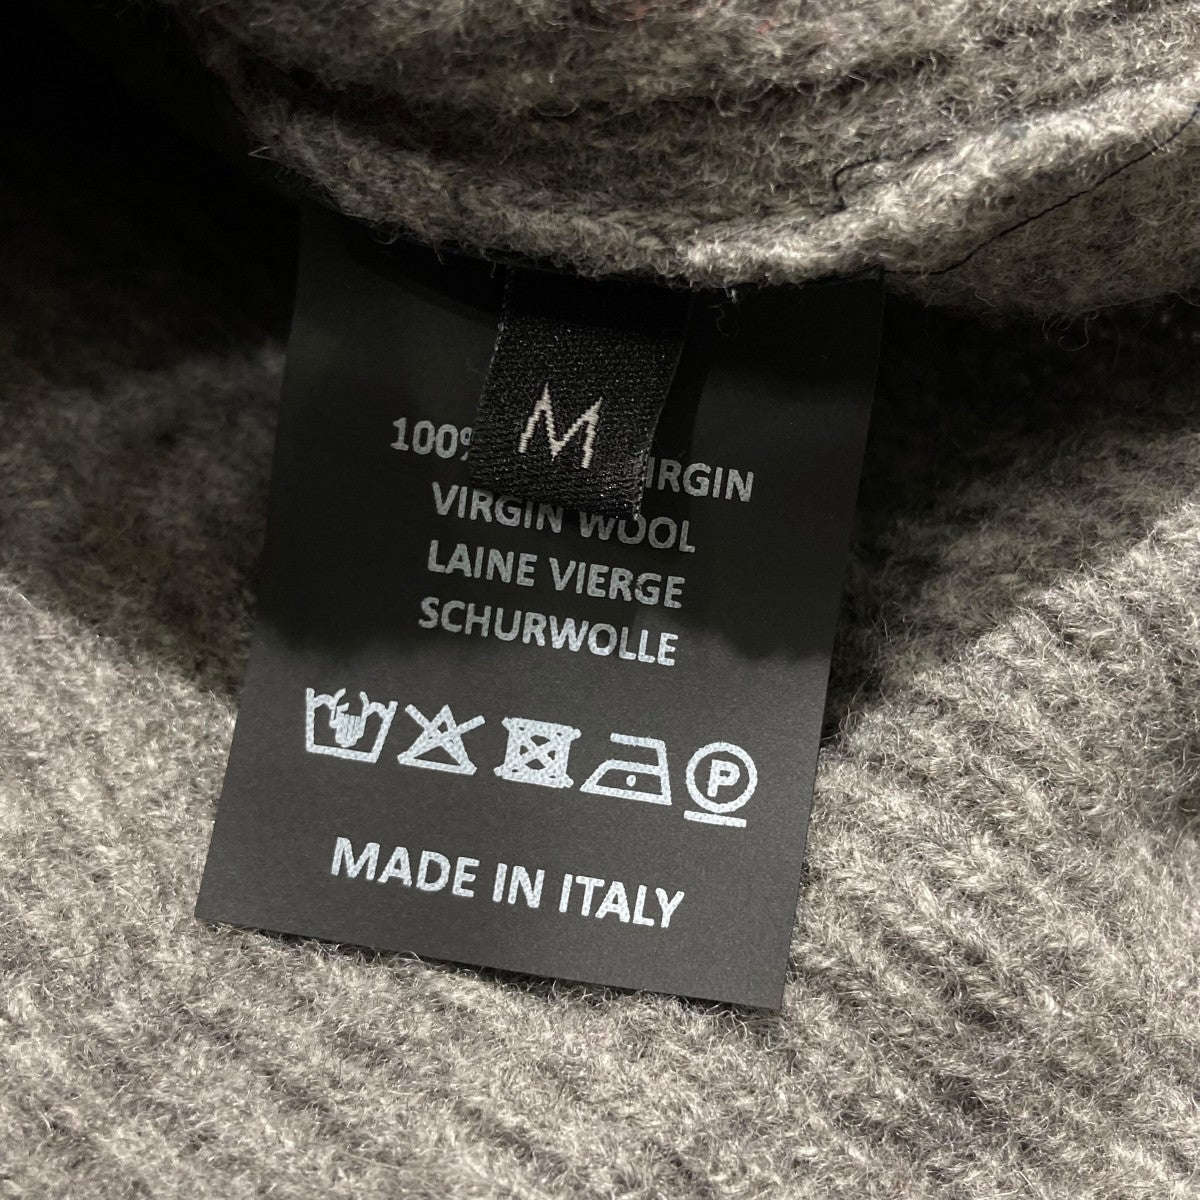 M
100% VIRGIN
VIRGIN WOOL
LAINE VIERGE
SCHURWOLLE
P
MADE IN ITALY